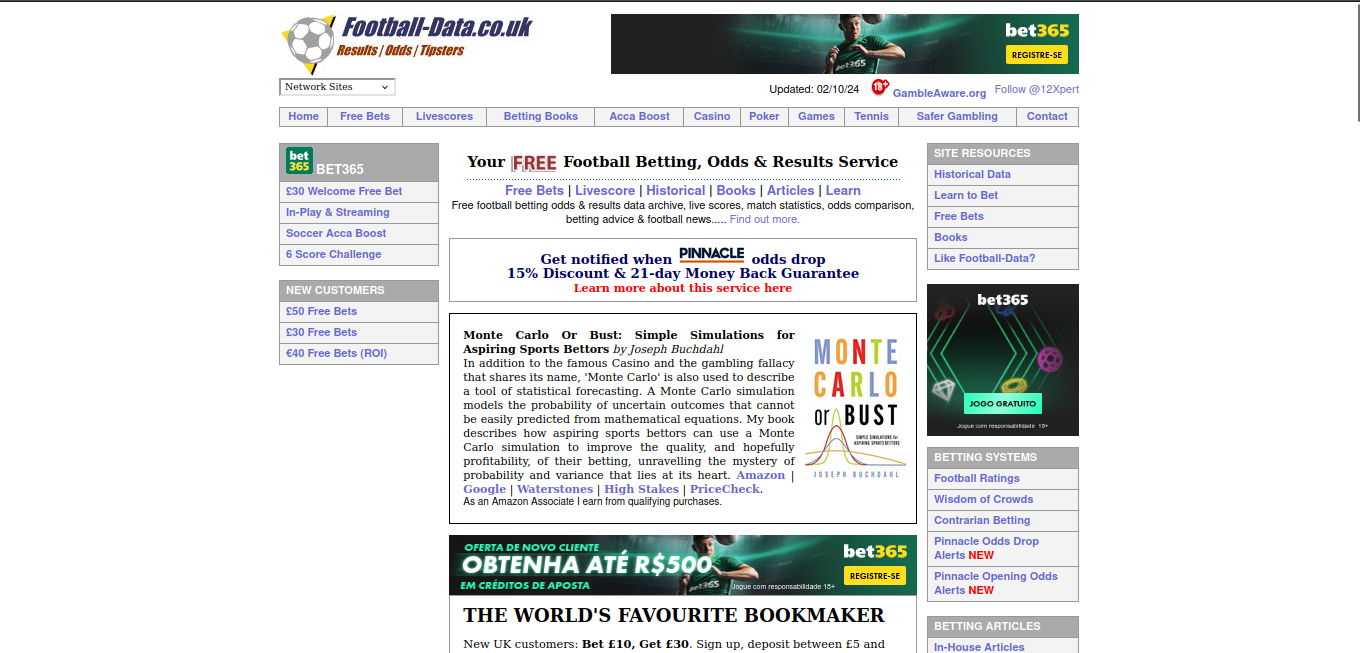 Football-Data.co.uk
Results / Odds / Tipsters
bet365
REGISTRE-SE
bet365
Network Sites
Updated: 02/10/24
18+
GambleAware.org
Follow @12Xpert
Home
Free Bets
Livescores
Betting Books
Acca Boost
Casino
Poker
Games
Tennis
Safer Gambling
Contact
bet
365
BET365
£30 Welcome Free Bet
In-Play & Streaming
Soccer Acca Boost
6 Score Challenge
NEW CUSTOMERS
£50 Free Bets
£30 Free Bets
€40 Free Bets (ROI)
Your FREE Football Betting, Odds & Results Service
Free Bets | Livescore | Historical | Books | Articles | Learn
Free football betting odds & results data archive, live scores, match statistics, odds comparison,
betting advice & football news..... Find out more.
Get notified when PINNACLE odds drop
15% Discount & 21-day Money Back Guarantee
Learn more about this service here
Monte Carlo Or Bust: Simple Simulations for
Aspiring Sports Bettors by Joseph Buchdahl
In addition to the famous Casino and the gambling fallacy
that shares its name, 'Monte Carlo' is also used to describe
a tool of statistical forecasting. A Monte Carlo simulation
models the probability of uncertain outcomes that cannot
be easily predicted from mathematical equations. My book
describes how aspiring sports bettors can use a Monte
Carlo simulation to improve the quality, and hopefully
profitability, of their betting, unravelling the mystery of
probability and variance that lies at its heart. Amazon |
Google | Waterstones | High Stakes | PriceCheck.
As an Amazon Associate I earn from qualifying purchases.
MONTE
CARLO
or BUST
SIMPLE SIMULATIONS for
ASPIRING SPORTS BETTORS
JOSEPH BUCHDAHL
OFERTA DE NOVO CLIENTE
OBTENHA ATÉ R$500
EM CRÉDITOS DE APOSTA
bet365
Jogue com responsabilidade 18+
bet365
REGISTRE-SE
THE WORLD'S FAVOURITE BOOKMAKER
New UK customers: Bet £10, Get £30. Sign up, deposit between £5 and
SITE RESOURCES
Historical Data
Learn to Bet
Free Bets
Books
Like Football-Data?
bet365
JOGO GRATUITO
Jogue com responsabilidade 18+
BETTING SYSTEMS
Football Ratings
Wisdom of Crowds
Contrarian Betting
Pinnacle Odds Drop
Alerts NEW
Pinnacle Opening Odds
Alerts NEW
BETTING ARTICLES
In-House Articles